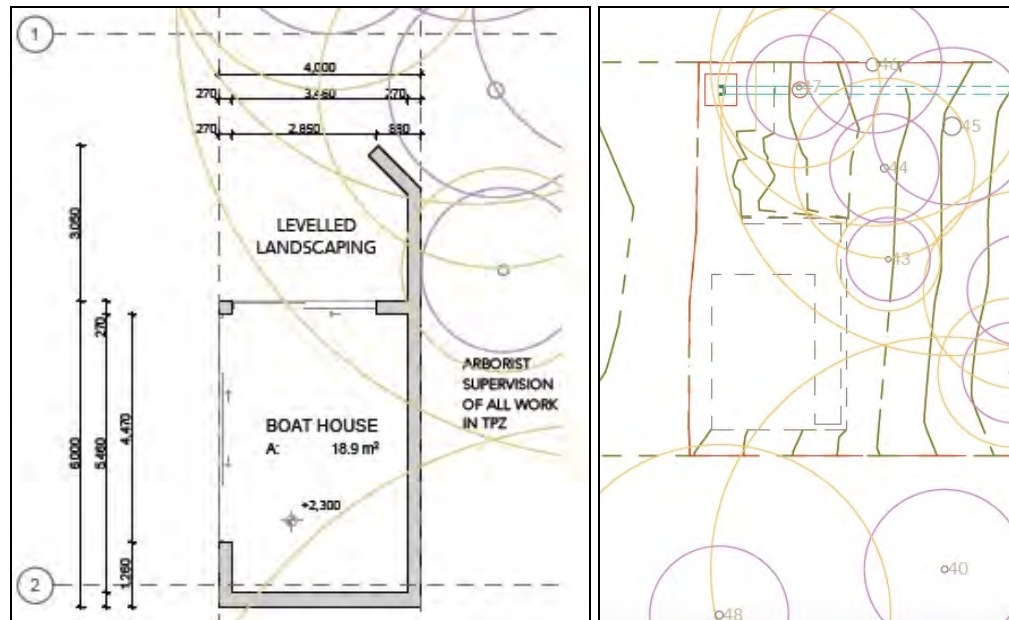 1
4,000
270
3,460
270
270
2,850
880
3,050
LEVELLED
LANDSCAPING
270
ARBORIST
SUPERVISION
OF ALL WORK
IN TPZ
6,000
5,460
4,470
BOAT HOUSE
A: 18.9 m²
+2,300
1,260
2
46
47
45
44
43
40
48